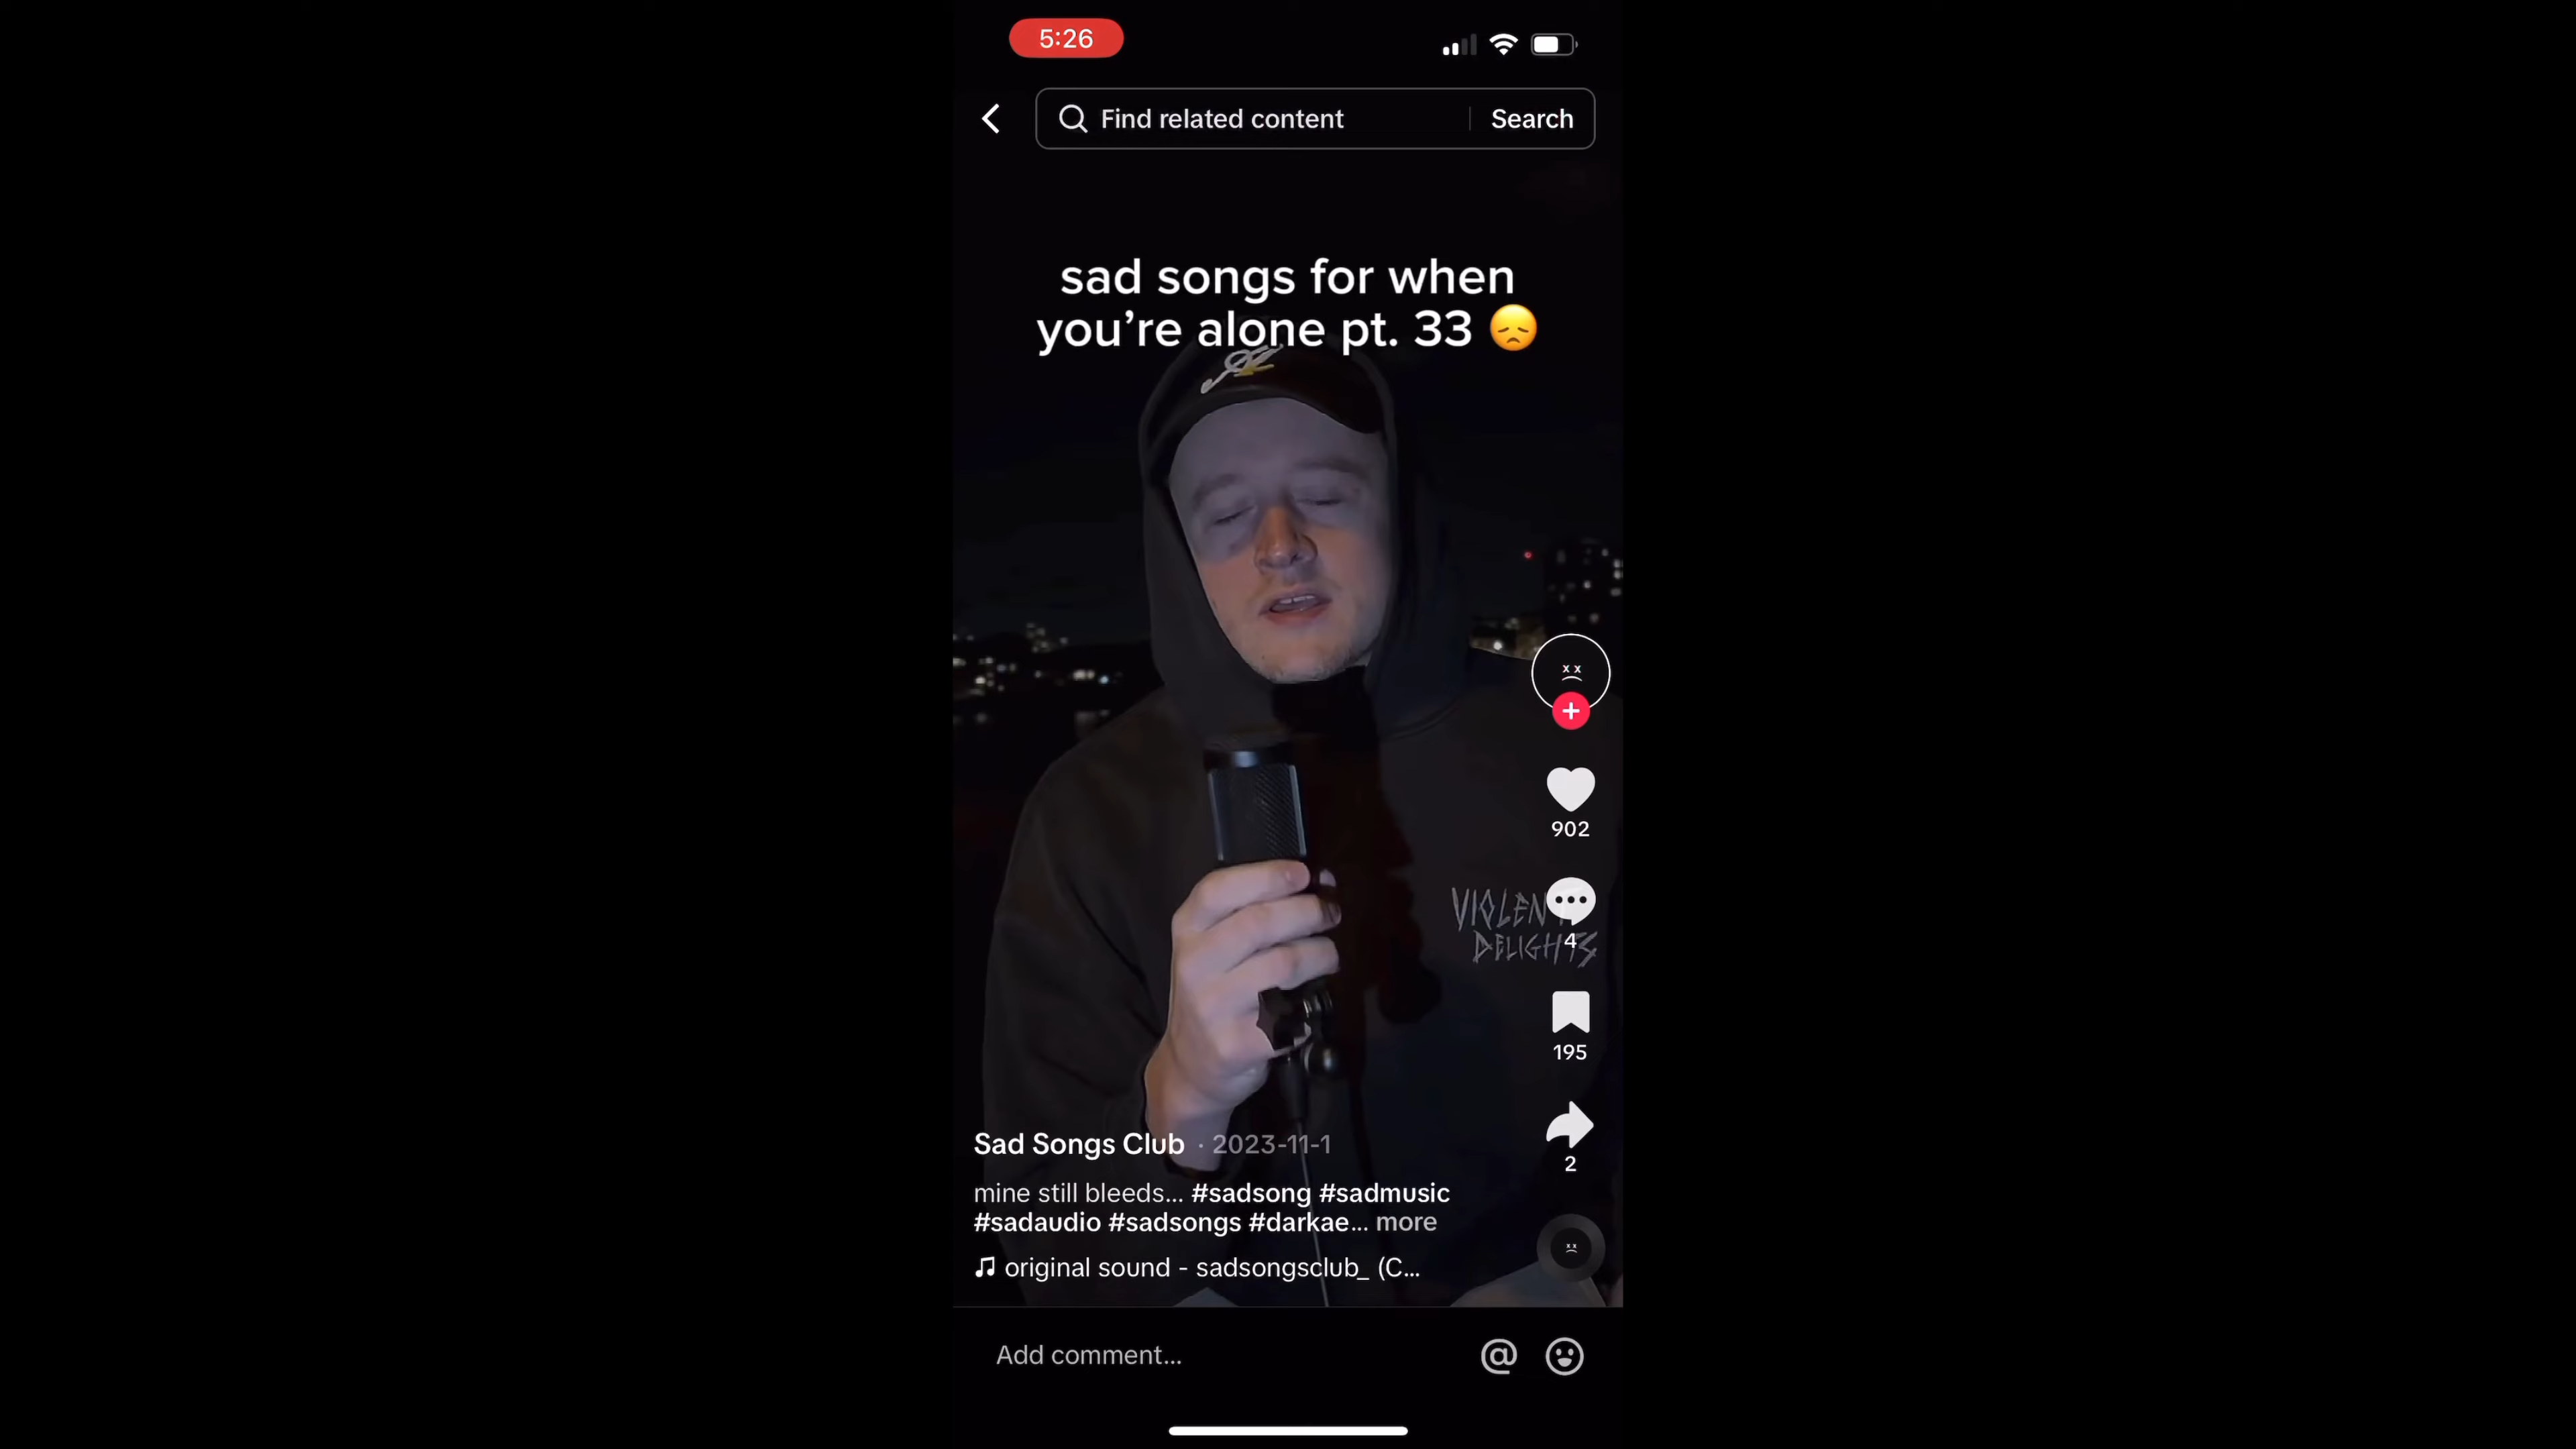 5:26
Find related content
Search
sad songs for when
you’re alone pt. 33 😞
902
VIOLENT
DELIGHTS
4
195
2
Sad Songs Club · 2023-11-1
mine still bleeds... #sadsong #sadmusic
#sadaudio #sadsongs #darkae... more
original sound - sadsongsclub_ (C...
Add comment...
@